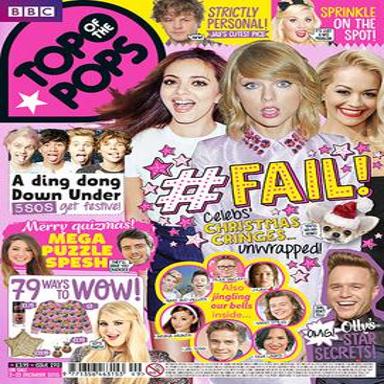 BBC
TOP
OF THE
POPS
STRICTLY
PERSONAL!
JAY'S CUTEST PICS
SPRINKLE
ON THE
SPOT!
# FAIL!
Celebs'
CHRISTMAS
CRINGES
unwrapped!
A ding dong
Down Under
5SOS get festive!
Merry quizmas!
MEGA
PUZZLE
SPESH
79 WAYS
TO WOW!
Also
jingling
our bells
inside...
OMG! Olly's
STAR
SECRETS!